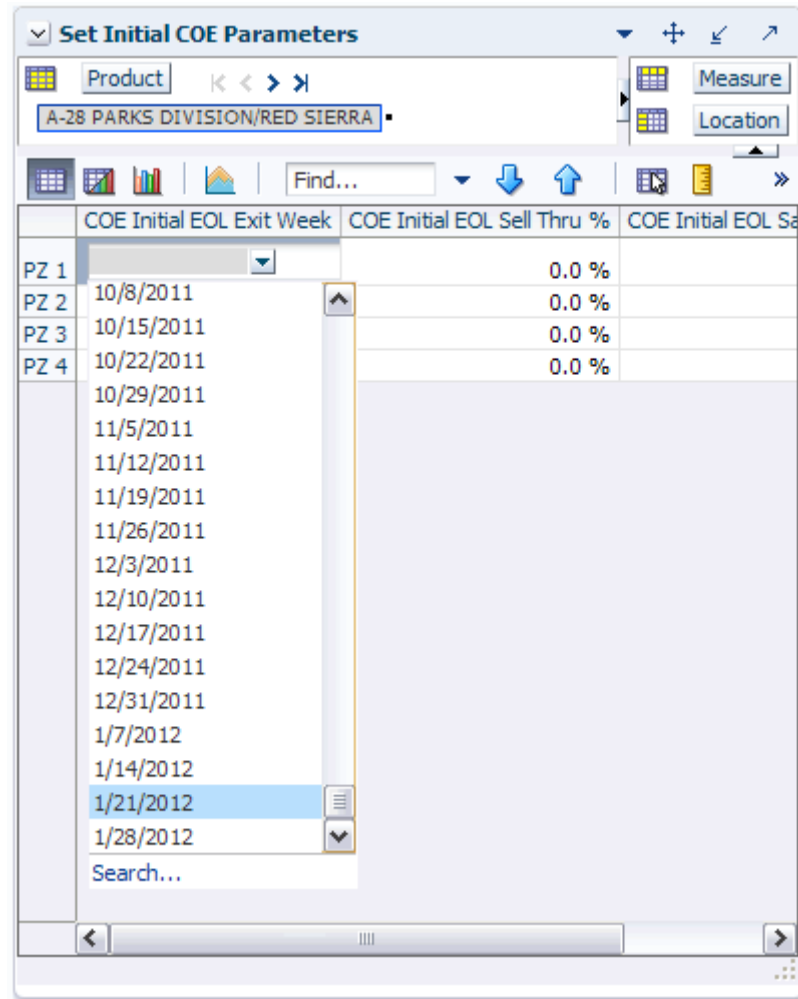 Set Initial COE Parameters
Product
Measure
A-28 PARKS DIVISION/RED SIERRA
Location
Find...
COE Initial EOL Exit Week COE Initial EOL Sell Thru % COE Initial EOL Sa
PZ 1 0.0 %
PZ 2 0.0 %
PZ 3 0.0 %
PZ 4 0.0 %
10/8/2011
10/15/2011
10/22/2011
10/29/2011
11/5/2011
11/12/2011
11/19/2011
11/26/2011
12/3/2011
12/10/2011
12/17/2011
12/24/2011
12/31/2011
1/7/2012
1/14/2012
1/21/2012
1/28/2012
Search...